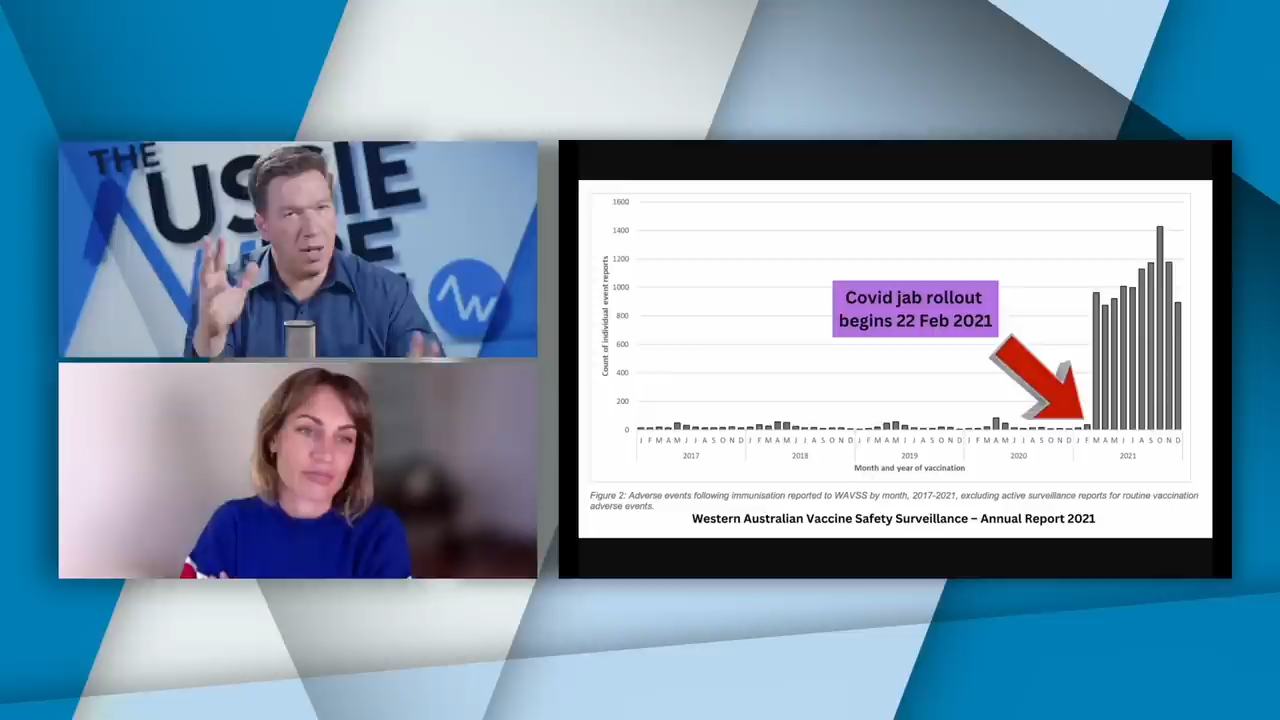 THE
USSIE
W
1600
1400
1200
1000
800
600
400
200
0
Count of individual event reports
Covid jab rollout
begins 22 Feb 2021
J F M A M J J A S O N D J F M A M J J A S O N D J F M A M J J A S O N D J F M A M J J A S O N D J F M A M J J A S O N D
2017 2018 2019 2020 2021
Month and year of vaccination
Figure 2: Adverse events following immunisation reported to WAVSS by month, 2017-2021, excluding active surveillance reports for routine vaccination
adverse events.
Western Australian Vaccine Safety Surveillance – Annual Report 2021